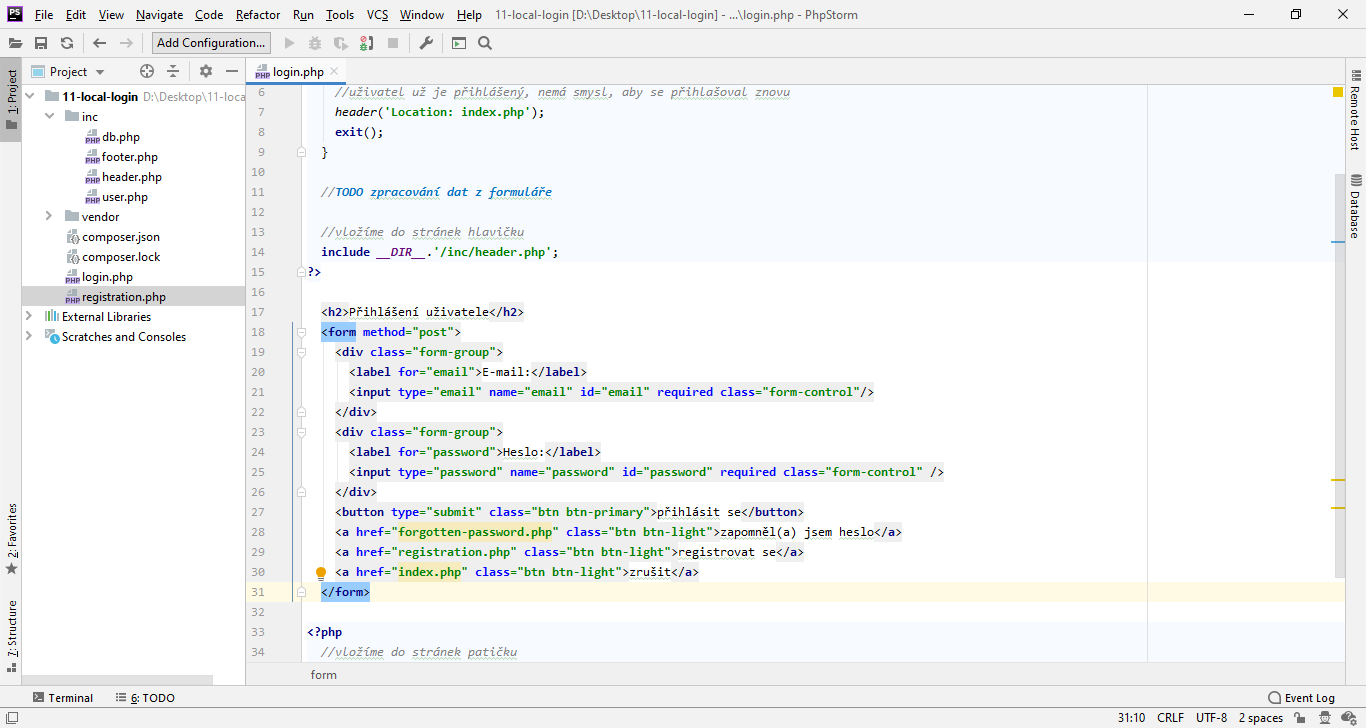 PS File Edit View Navigate Code Refactor Run Tools VCS Window Help 11-local-login [D:\Desktop\11-local-login] - ...\login.php - PhpStorm
Add Configuration...
1: Project
Project
login.php
11-local-login D:\Desktop\11-loca
inc
db.php
footer.php
header.php
user.php
vendor
composer.json
composer.lock
login.php
registration.php
External Libraries
Scratches and Consoles
6 //uživatel už je přihlášený, nemá smysl, aby se přihlašoval znovu
7 header('Location: index.php');
8 exit();
9 }
10
11 //TODO zpracování dat z formuláře
12
13 //vložíme do stránek hlavičku
14 include __DIR__.'/inc/header.php';
15 ?>
16
17 <h2>Přihlášení uživatele</h2>
18 <form method="post">
19 <div class="form-group">
20 <label for="email">E-mail:</label>
21 <input type="email" name="email" id="email" required class="form-control"/>
22 </div>
23 <div class="form-group">
24 <label for="password">Heslo:</label>
25 <input type="password" name="password" id="password" required class="form-control" />
26 </div>
27 <button type="submit" class="btn btn-primary">přihlásit se</button>
28 <a href="forgotten-password.php" class="btn btn-light">zapomněl(a) jsem heslo</a>
29 <a href="registration.php" class="btn btn-light">registrovat se</a>
30 <a href="index.php" class="btn btn-light">zrušit</a>
31 </form>
32
33 <?php
34 //vložíme do stránek patičku
form
Remote Host
Database
2: Favorites
7: Structure
Terminal 6: TODO Event Log
31:10 CRLF UTF-8 2 spaces